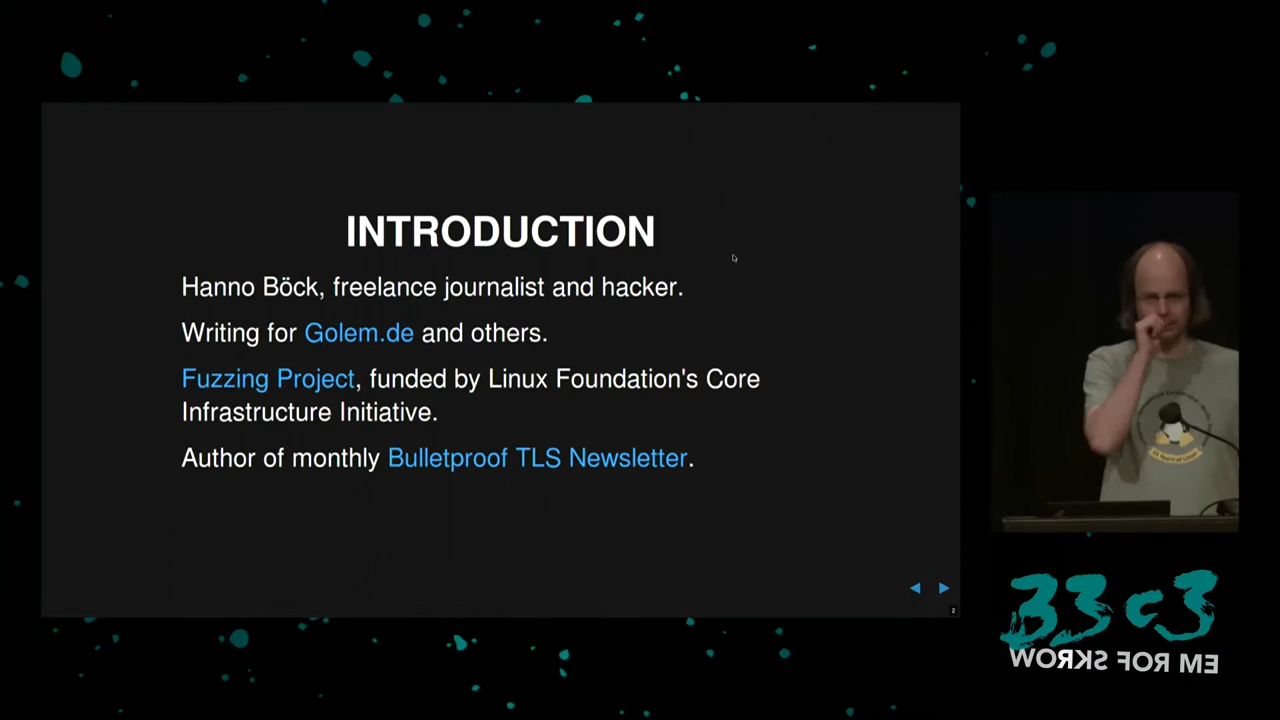 INTRODUCTION
Hanno Böck, freelance journalist and hacker.
Writing for Golem.de and others.
Fuzzing Project, funded by Linux Foundation's Core
Infrastructure Initiative.
Author of monthly Bulletproof TLS Newsletter.
2
33c3
WORKS FOR ME